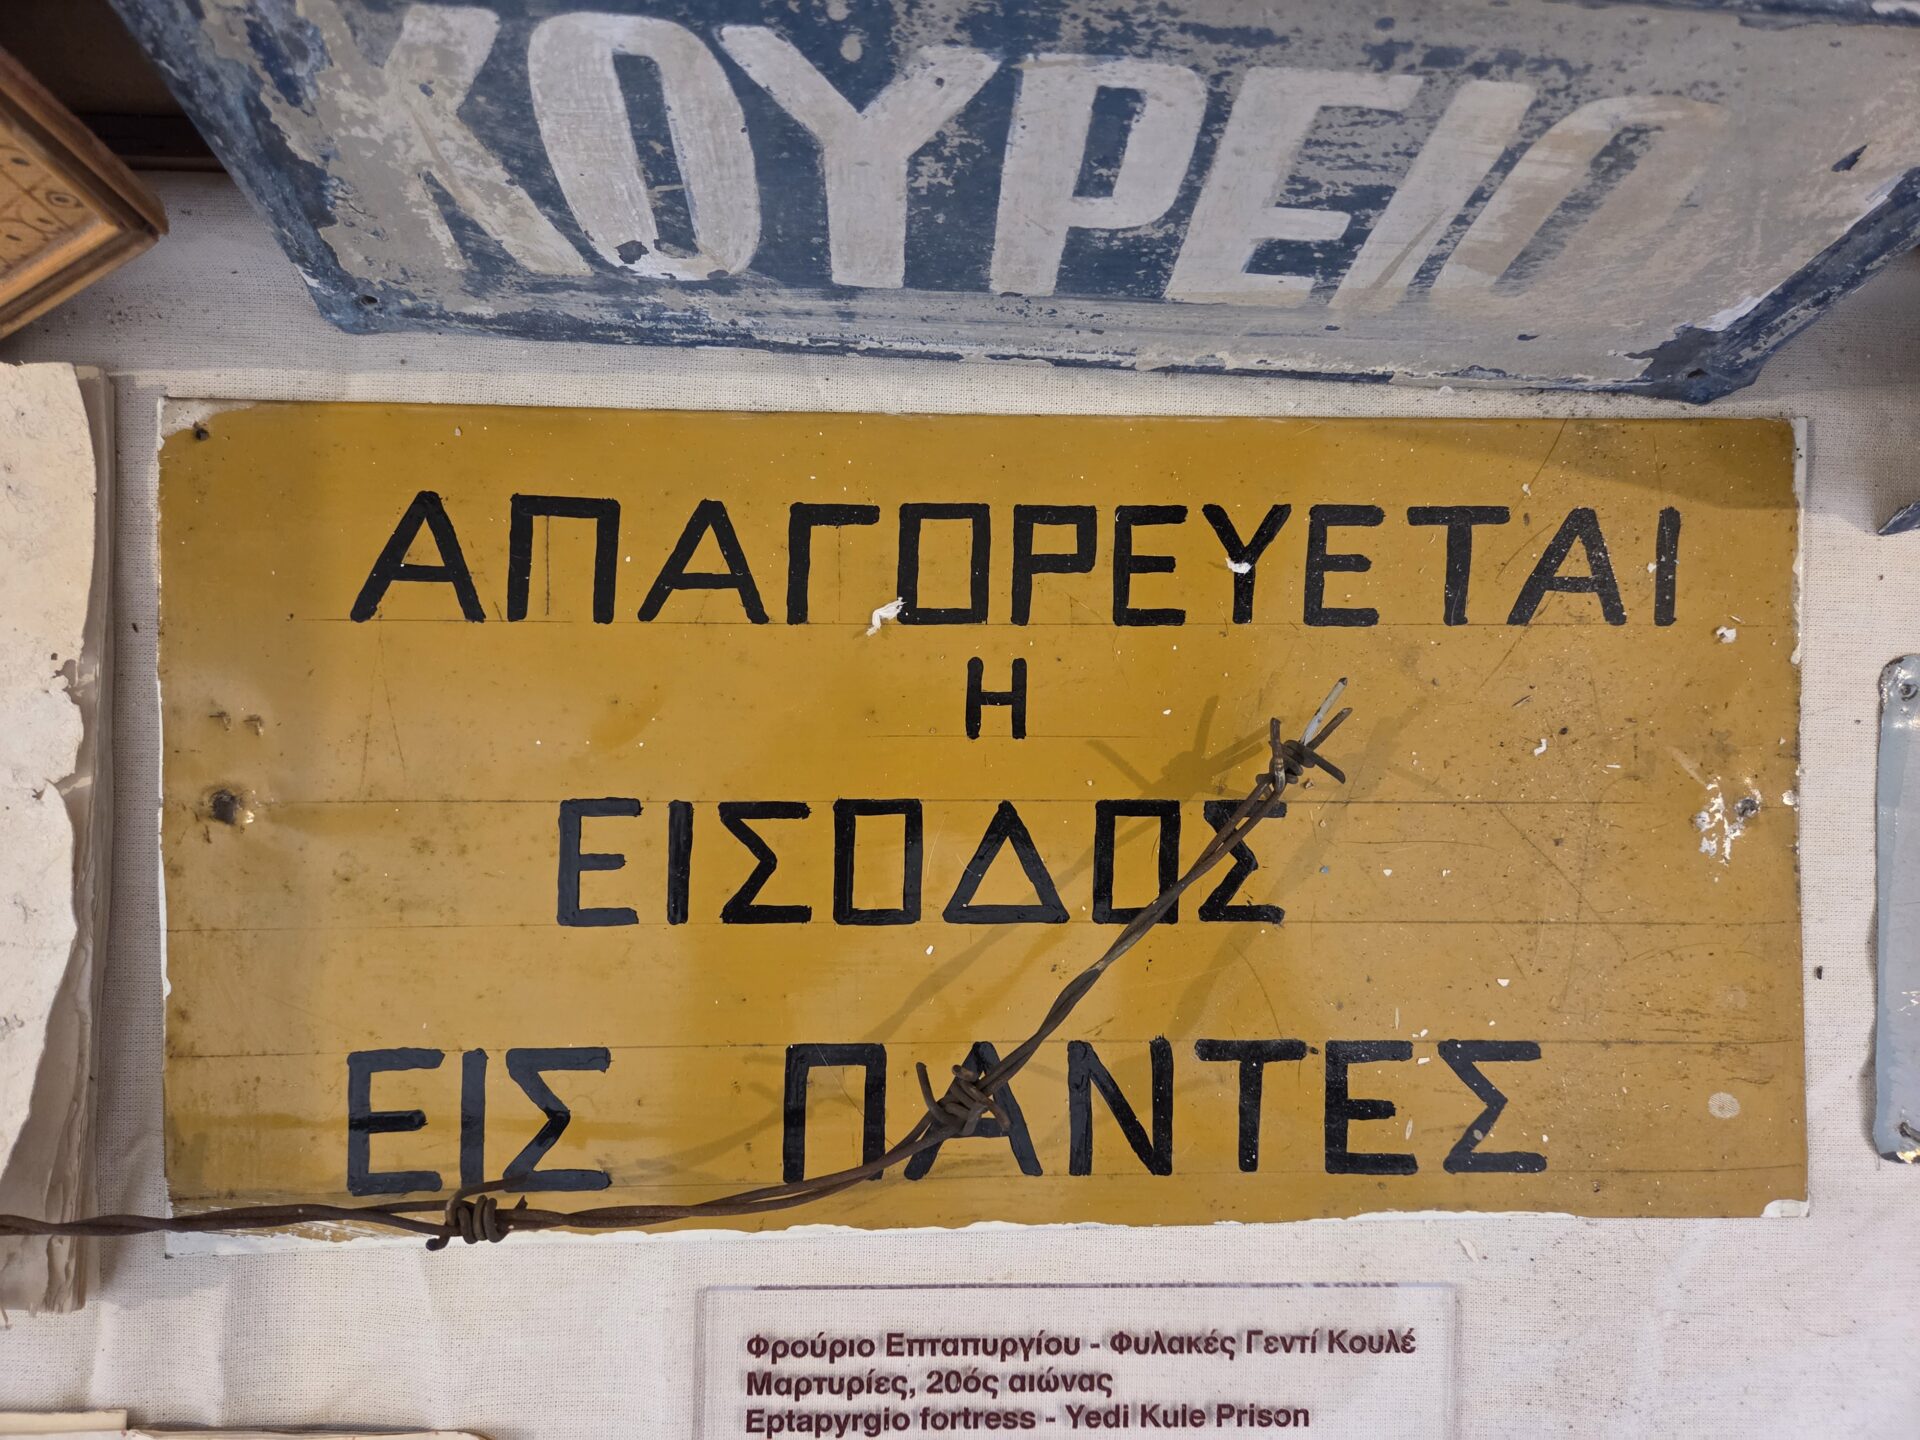 ΚΟΥΡΕΙΟ
ΑΠΑΓΟΡΕΥΕΤΑΙ
Η
ΕΙΣΟΔΟΣ
ΕΙΣ ΠΑΝΤΕΣ
Φρούριο Επταπυργίου - Φυλακές Γεντί Κουλέ
Μαρτυρίες, 20ός αιώνας
Eptapyrgio fortress - Yedi Kule Prison